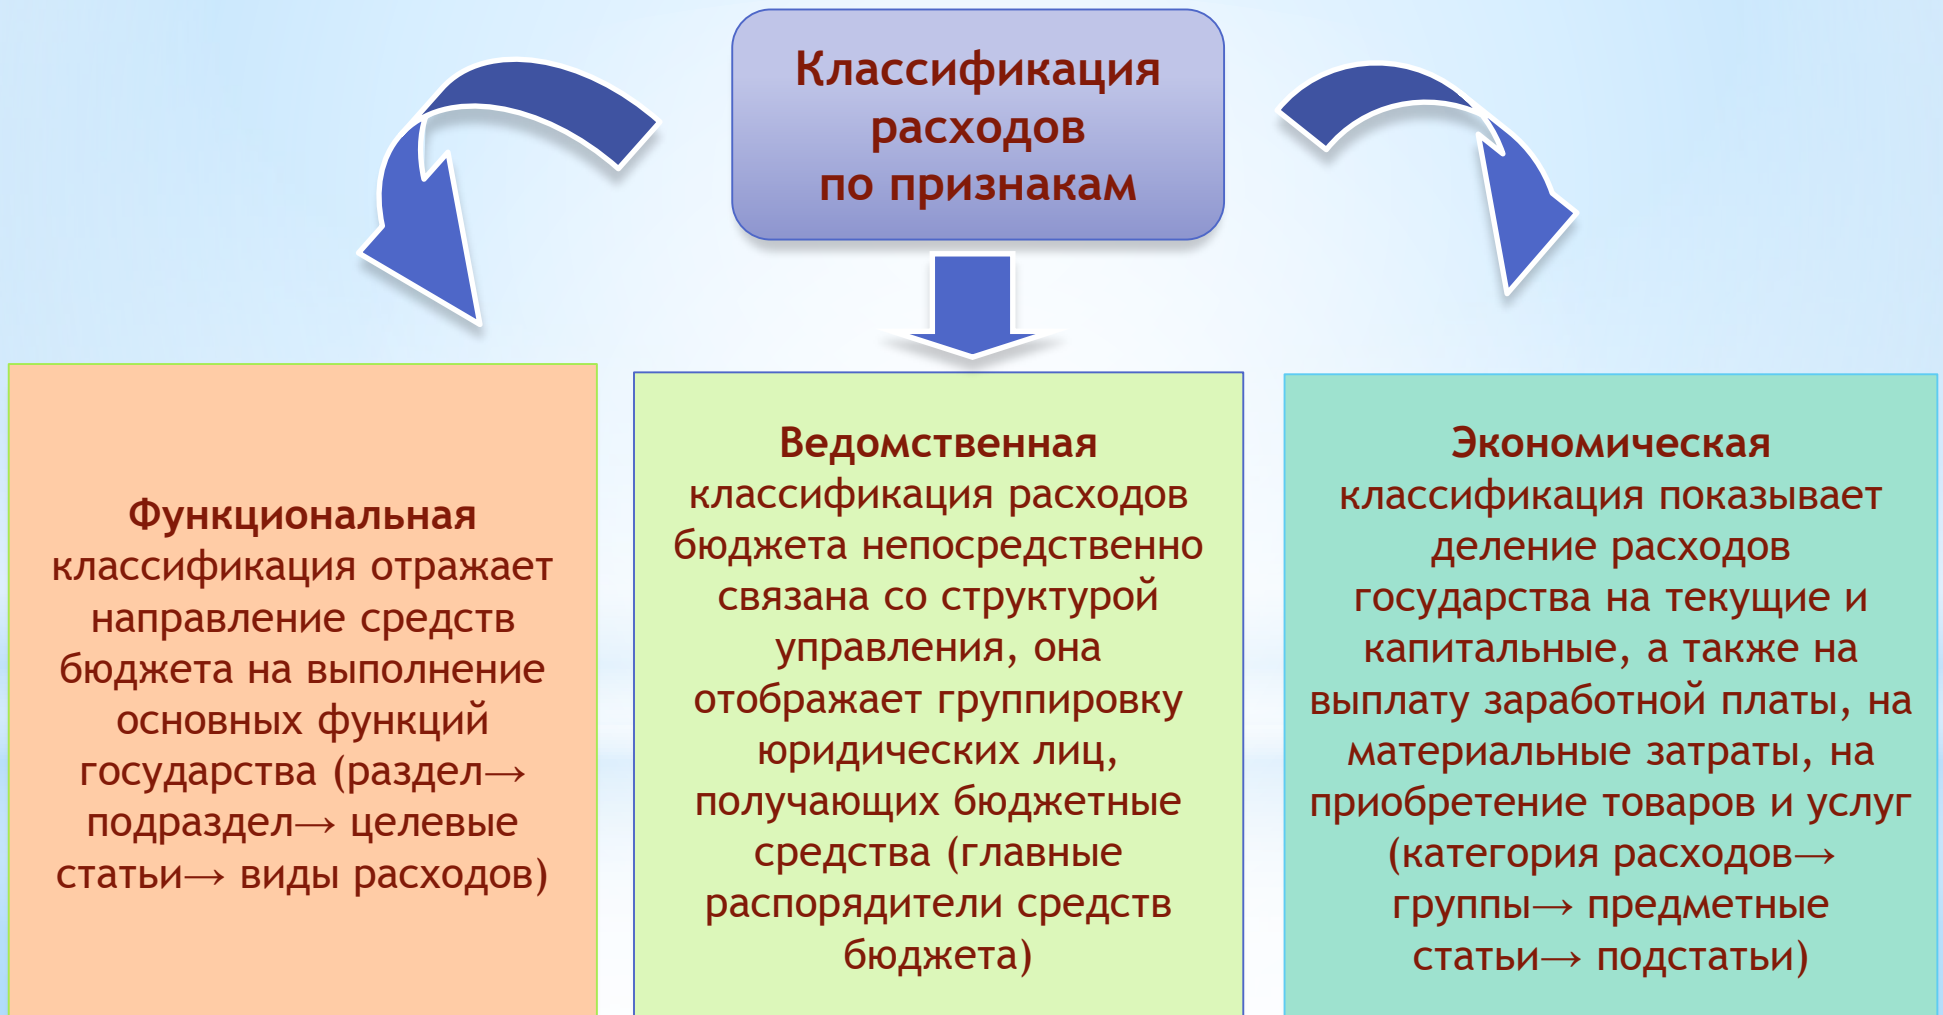 Классификация
расходов
по признакам
Функциональная
классификация отражает
направление средств
бюджета на выполнение
основных функций
государства (раздел→
подраздел→ целевые
статьи→ виды расходов)
Ведомственная
классификация расходов
бюджета непосредственно
связана со структурой
управления, она
отображает группировку
юридических лиц,
получающих бюджетные
средства (главные
распорядители средств
бюджета)
Экономическая
классификация показывает
деление расходов
государства на текущие и
капитальные, а также на
выплату заработной платы, на
материальные затраты, на
приобретение товаров и услуг
(категория расходов→
группы→ предметные
статьи→ подстатьи)